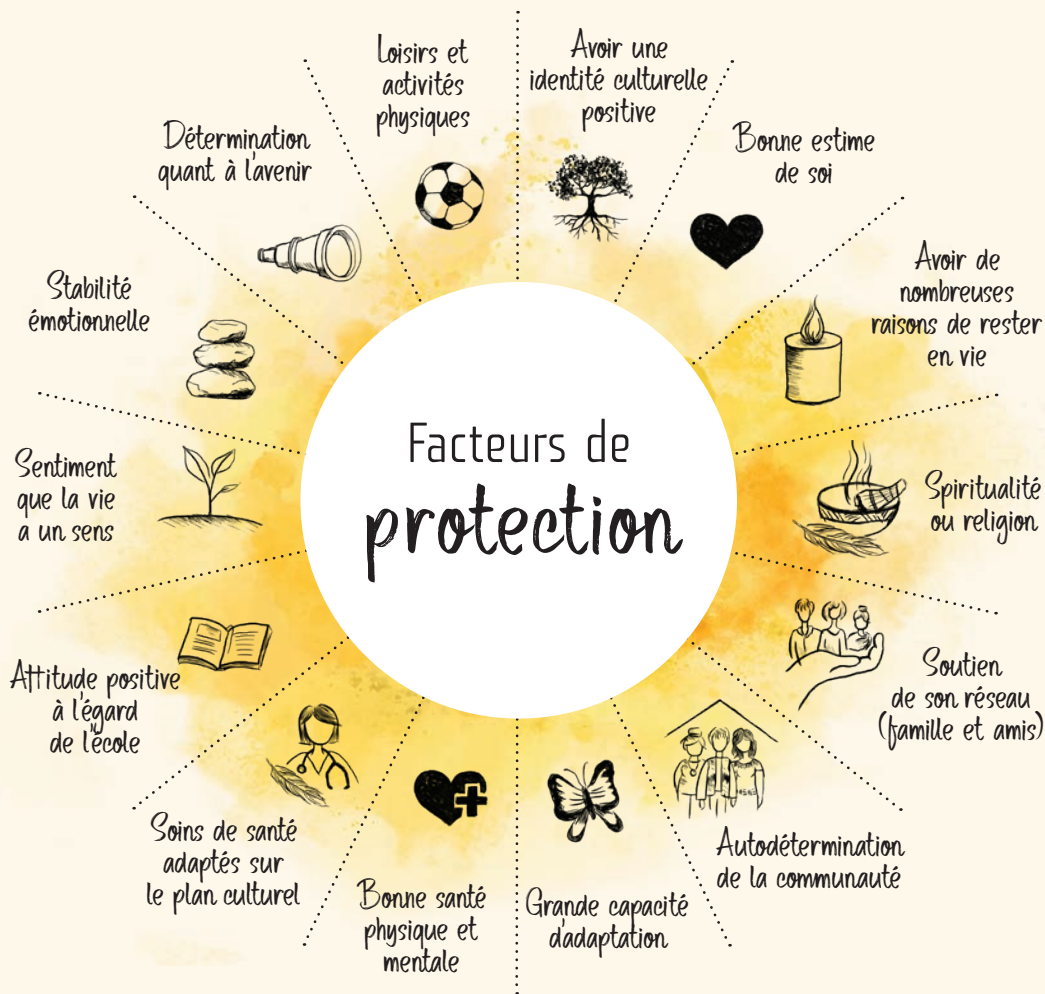 Facteurs de
protection
Avoir une
identité culturelle
positive
Bonne estime
de soi
Avoir de
nombreuses
raisons de rester
en vie
Spiritualité
ou religion
Soutien
de son réseau
(famille et amis)
Autodétermination
de la communauté
Grande capacité
d'adaptation
Bonne santé
physique et
mentale
Soins de santé
adaptés sur
le plan culturel
Attitude positive
à l'égard
de l'école
Sentiment
que la vie
a un sens
Stabilité
émotionnelle
Détermination
quant à l'avenir
Loisirs et
activités
physiques